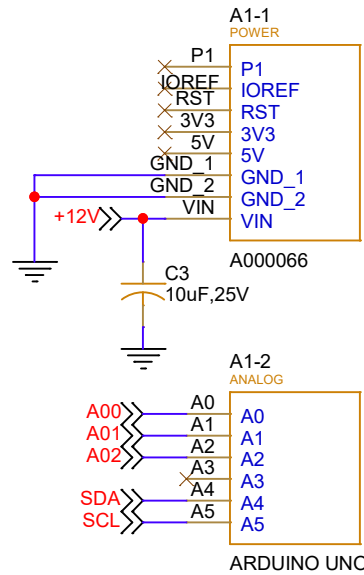 A1-1
POWER
P1 P1
IOREF IOREF
RST RST
3V3 3V3
5V 5V
GND_1 GND_1
GND_2 GND_2
+12V VIN VIN
A000066
C3
10uF,25V
A1-2
ANALOG
A00 A0 A0
A01 A1 A1
A02 A2 A2
A3 A3
SDA A4 A4
SCL A5 A5
ARDUINO UNO